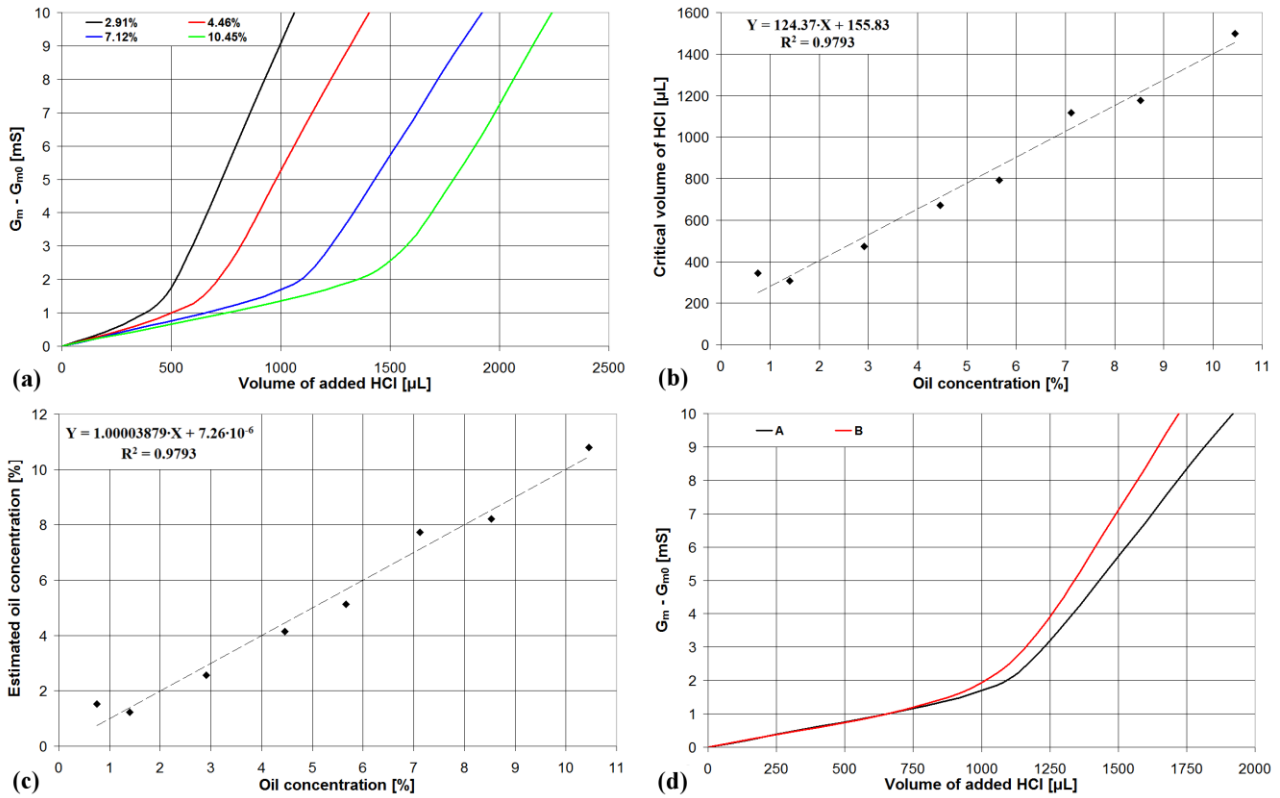 2.91% 4.46%
7.12% 10.45%
10
9
8
7
6
5
4
3
2
1
0
Gm - Gm0 [mS]
0 500 1000 1500 2000 2500
Volume of added HCl [µL]
(a)
Y = 124.37·X + 155.83
R² = 0.9793
1600
1400
1200
1000
800
600
400
200
0
Critical volume of HCl [µL]
0 1 2 3 4 5 6 7 8 9 10 11
Oil concentration [%]
(b)
Y = 1.00003879·X + 7.26·10⁻⁶
R² = 0.9793
12
10
8
6
4
2
0
Estimated oil concentration [%]
0 1 2 3 4 5 6 7 8 9 10 11
Oil concentration [%]
(c)
A B
10
9
8
7
6
5
4
3
2
1
0
Gm - Gm0 [mS]
0 250 500 750 1000 1250 1500 1750 2000
Volume of added HCl [µL]
(d)